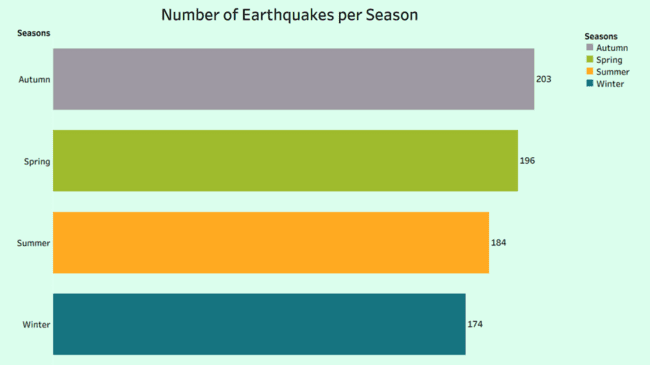 Number of Earthquakes per Season
Seasons
Autumn
203
Spring
196
Summer
184
Winter
174
Seasons
Autumn
Spring
Summer
Winter